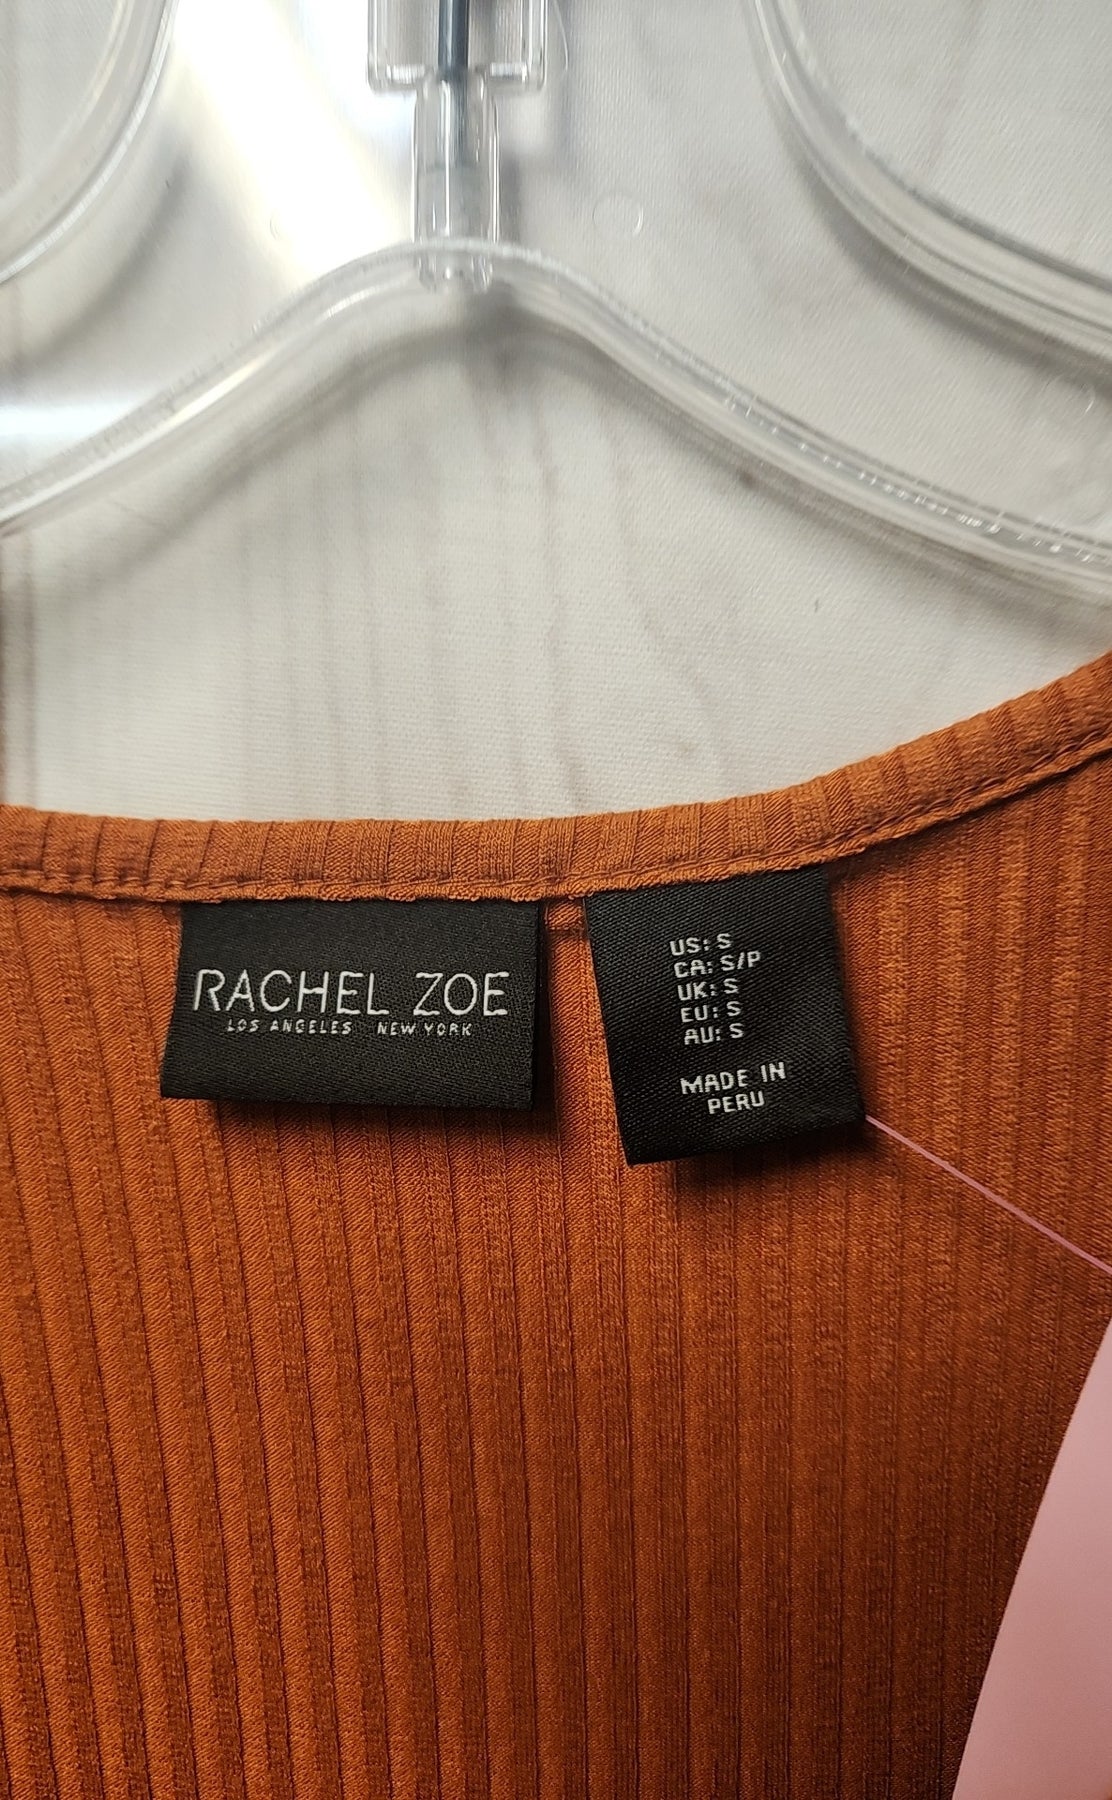 RACHEL ZOE
LOS ANGELES NEW YORK
US: S
CA: S/P
UK: S
EU: S
AU: S
MADE IN
PERU